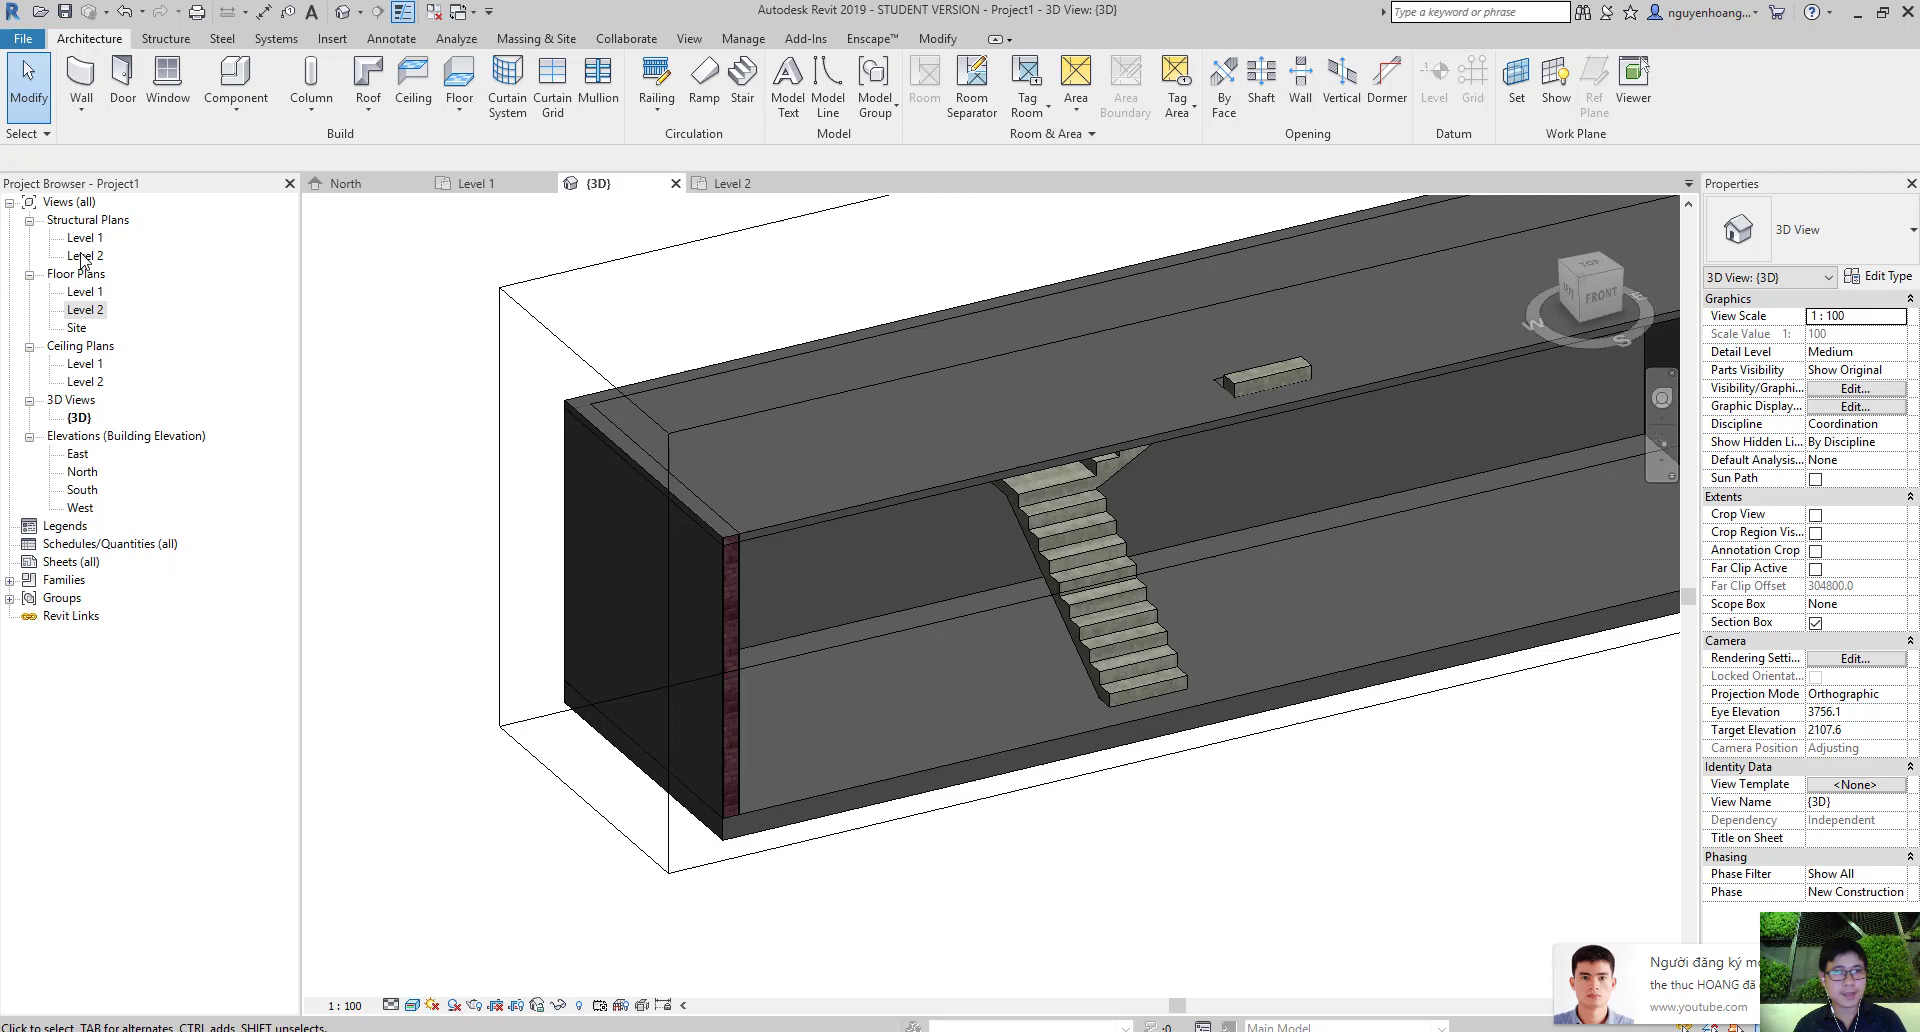 Autodesk Revit 2019 - STUDENT VERSION - Project1 - 3D View: {3D}
Type a keyword or phrase
nguyenhoang...
File Architecture Structure Steel Systems Insert Annotate Analyze Massing & Site Collaborate View Manage Add-Ins Enscape™ Modify
Modify Wall Door Window Component Column Roof Ceiling Floor Curtain System Curtain Grid Mullion Railing Ramp Stair Model Text Model Line Model Group Room Room Separator Tag Room Area Area Boundary Tag Area By Face Shaft Wall Vertical Dormer Level Grid Set Show Ref Plane Viewer
Select Build Circulation Model Room & Area Opening Datum Work Plane
Project Browser - Project1
Views (all)
Structural Plans
Level 1
Level 2
Floor Plans
Level 1
Level 2
Site
Ceiling Plans
Level 1
Level 2
3D Views
{3D}
Elevations (Building Elevation)
East
North
South
West
Legends
Schedules/Quantities (all)
Sheets (all)
Families
Groups
Revit Links
North Level 1 {3D} Level 2
TOP
FRONT
W
S
Properties
3D View
3D View: {3D} Edit Type
Graphics
View Scale 1 : 100
Scale Value 1: 100
Detail Level Medium
Parts Visibility Show Original
Visibility/Graphi... Edit...
Graphic Display... Edit...
Discipline Coordination
Show Hidden Li... By Discipline
Default Analysis... None
Sun Path
Extents
Crop View
Crop Region Vis...
Annotation Crop
Far Clip Active
Far Clip Offset 304800.0
Scope Box None
Section Box
Camera
Rendering Setti... Edit...
Locked Orientat...
Projection Mode Orthographic
Eye Elevation 3756.1
Target Elevation 2107.6
Camera Position Adjusting
Identity Data
View Template <None>
View Name {3D}
Dependency Independent
Title on Sheet
Phasing
Phase Filter Show All
Phase New Construction
Người đăng ký
the thuc HOANG đã
www.youtube.com
1 : 100
Click to select, TAB for alternates, CTRL adds, SHIFT unselects.
:0
Main Model